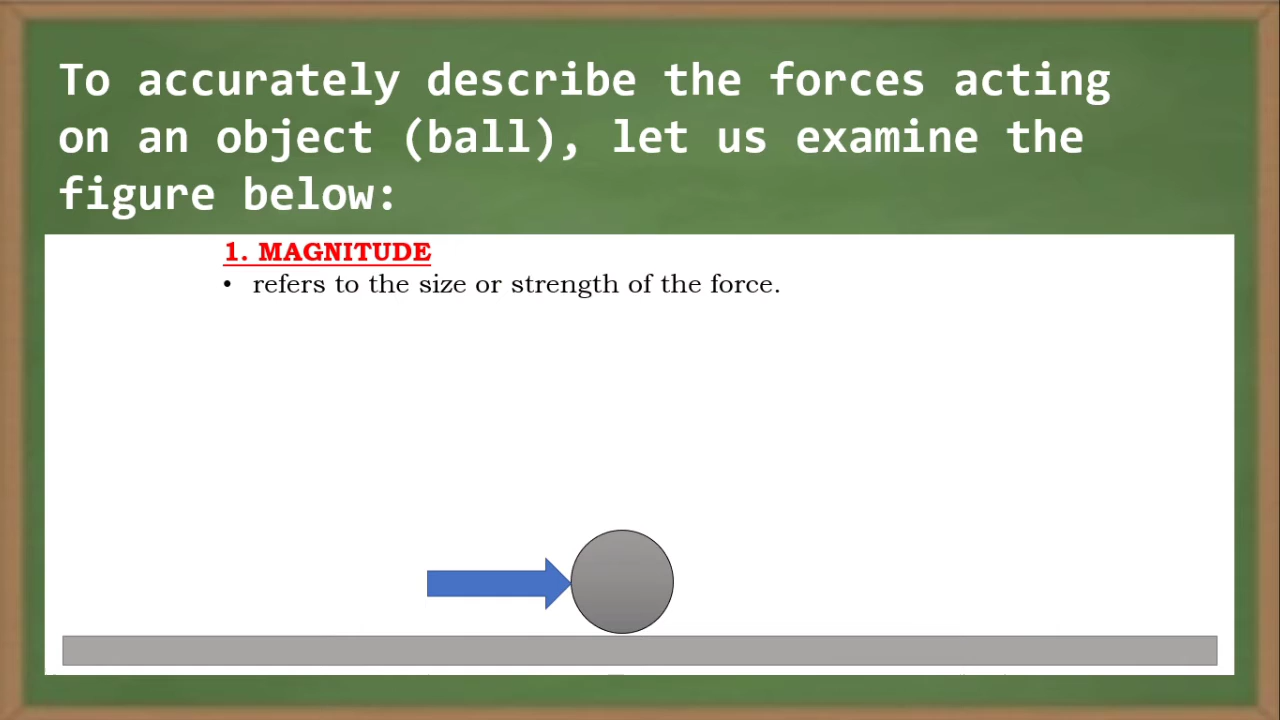 To accurately describe the forces acting
on an object (ball), let us examine the
figure below:
1. MAGNITUDE
• refers to the size or strength of the force.